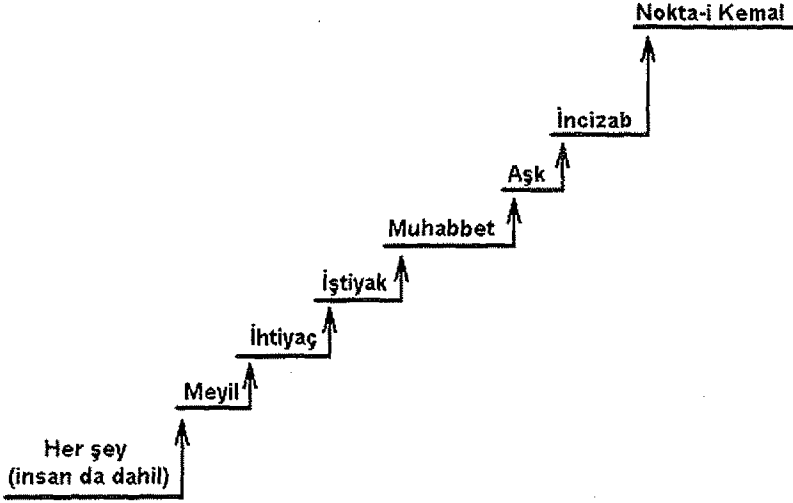 Nokta-i Kemal
İncizab
Aşk
Muhabbet
İştiyak
İhtiyaç
Meyil
Her şey
(insan da dahil)